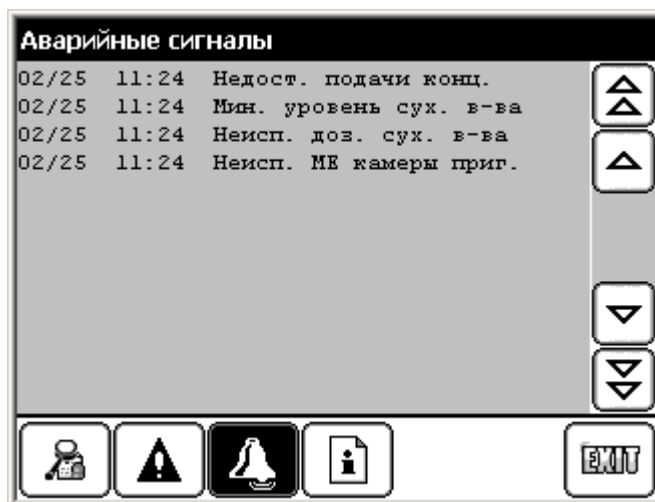 Аварийные сигналы
02/25 11:24 Недост. подачи конц.
02/25 11:24 Мин. уровень сух. в-ва
02/25 11:24 Неисп. доз. сух. в-ва
02/25 11:24 Неисп. МЕ камеры приг.
EXIT